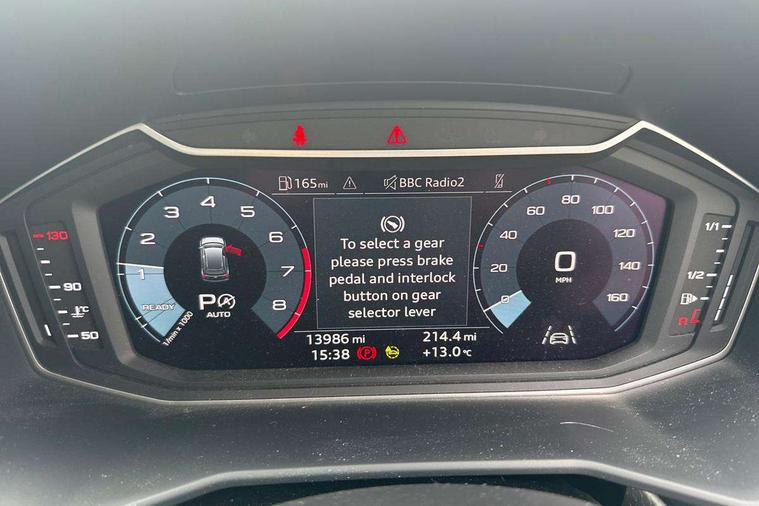 165mi
BBC Radio2
1 2 3 4 5 6 7 8
READY
1/min x 1000
P
AUTO
To select a gear
please press brake
pedal and interlock
button on gear
selector lever
0 20 40 60 80 100 120 140 160
0
MPH
130
90
50
°C
1/1
1/2
R
13986 mi
214.4 mi
15:38
P
+13.0 °C